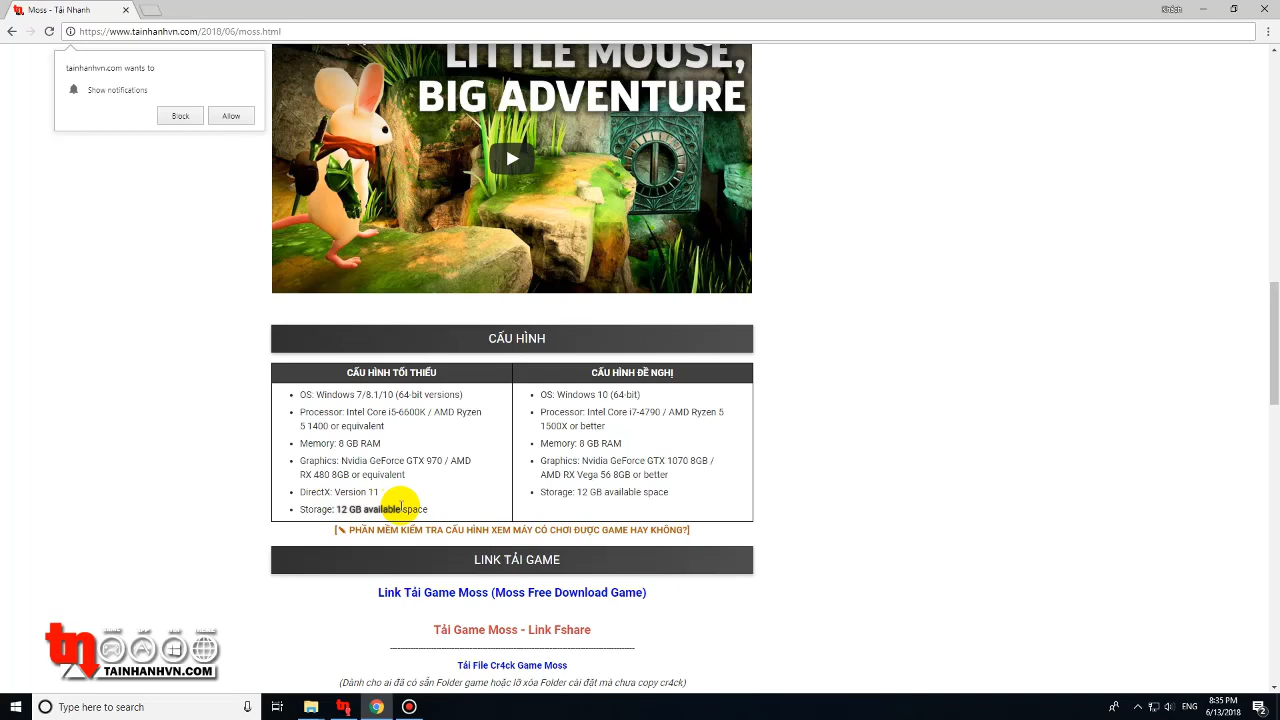 Moss - Tainhanh
https://www.tainhanhvn.com/2018/06/moss.html
tainhanhvn.com wants to
Show notifications
Block
Allow
LITTLE MOUSE,
BIG ADVENTURE
CẤU HÌNH
CẤU HÌNH TỐI THIỂU
OS: Windows 7/8.1/10 (64-bit versions)
Processor: Intel Core i5-6600K / AMD Ryzen
5 1400 or equivalent
Memory: 8 GB RAM
Graphics: Nvidia GeForce GTX 970 / AMD
RX 480 8GB or equivalent
DirectX: Version 11
Storage: 12 GB available space
CẤU HÌNH ĐỀ NGHỊ
OS: Windows 10 (64-bit)
Processor: Intel Core i7-4790 / AMD Ryzen 5
1500X or better
Memory: 8 GB RAM
Graphics: Nvidia GeForce GTX 1070 8GB /
AMD RX Vega 56 8GB or better
Storage: 12 GB available space
[✎ PHẦN MỀM KIỂM TRA CẤU HÌNH XEM MÁY CÓ CHƠI ĐƯỢC GAME HAY KHÔNG?]
LINK TẢI GAME
Link Tải Game Moss (Moss Free Download Game)
Tải Game Moss - Link Fshare
Tải File Cr4ck Game Moss
(Dành cho ai đã có sẵn Folder game hoặc lỡ xóa Folder cài đặt mà chưa copy cr4ck)
tn
TAINHANHVN.COM
Type here to search
ENG
8:35 PM
6/13/2018